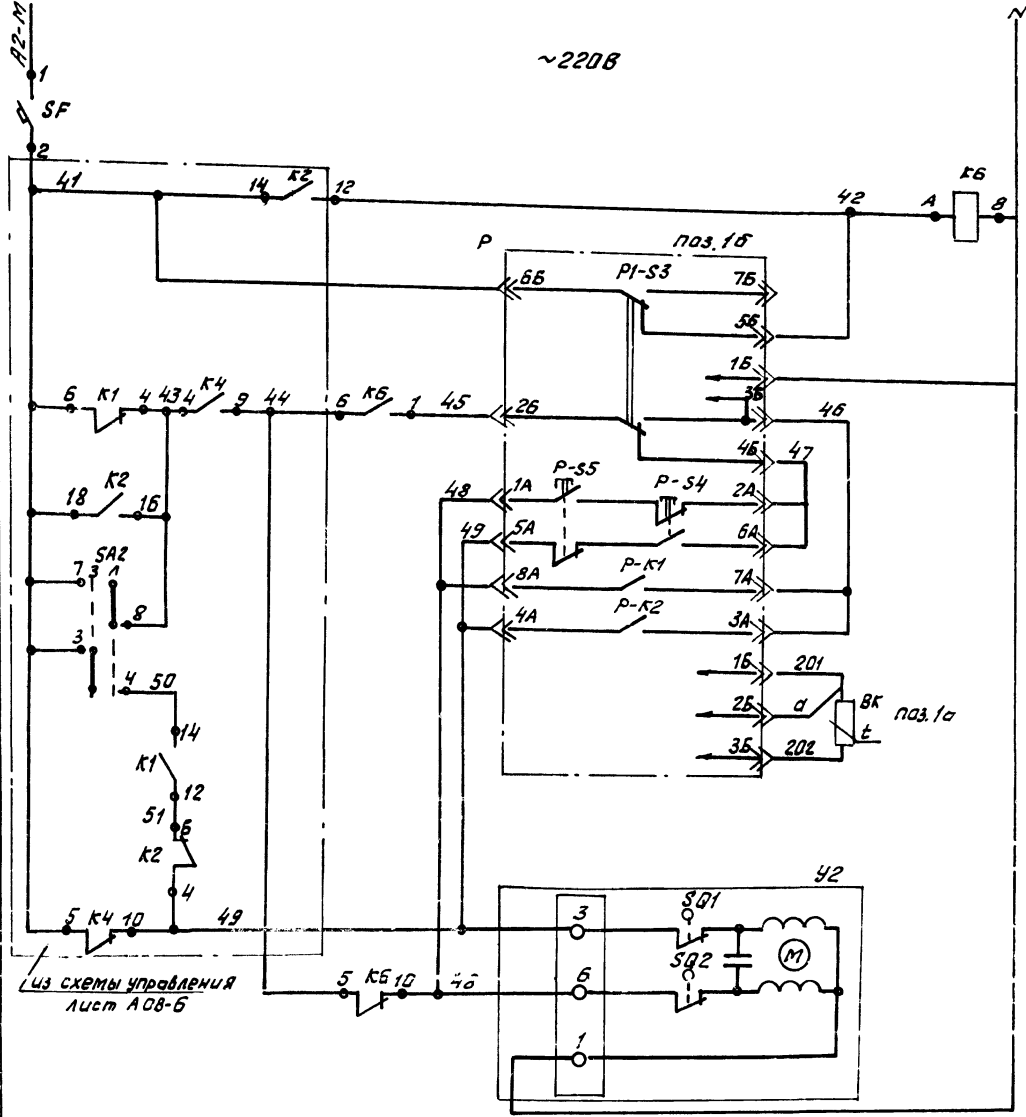 А2-М
~
~220В
1
SF
2
41
14
К2
12
42
А
К6
В
Р
поз.1б
6Б
Р1-S3
7Б
5Б
1Б
3Б
6
К1
4
43
4
К4
9
44
6
К6
1
45
2Б
46
4Б
47
18
К2
16
48
1А
Р-S5
Р-S4
2А
49
5А
6А
SA2
7
3
Л
8
8А
Р-К1
7А
4А
Р-К2
3А
3
4
50
1Б
201
2Б
d
ВК
поз.1а
t
3Б
202
14
К1
12
51
6
К2
4
У2
5
К4
10
49
3
SQ1
М
из схемы управления
лист А08-6
5
К6
10
48
6
SQ2
1